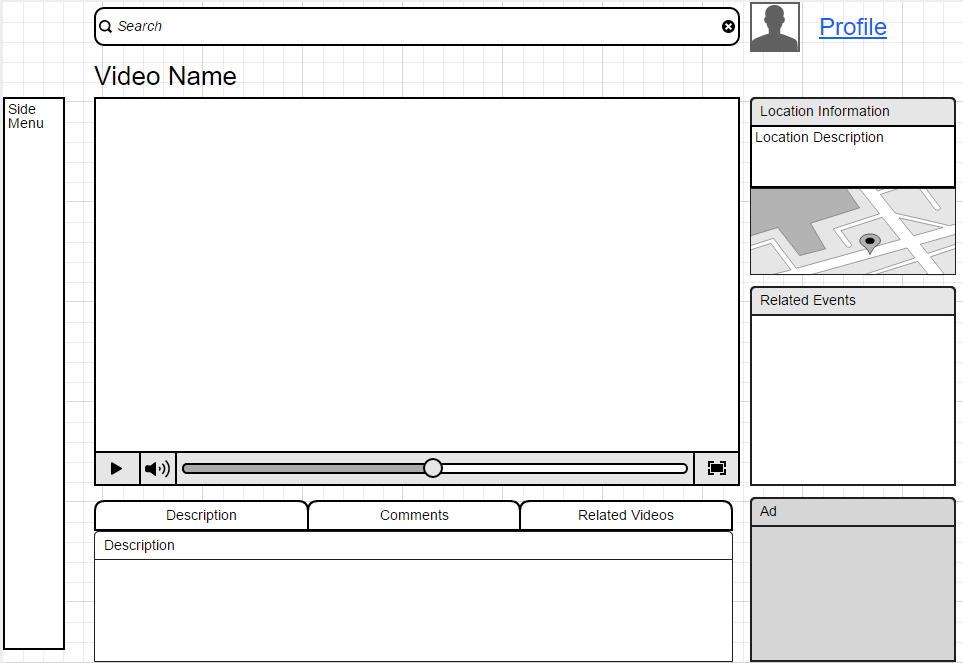 Search
Profile
Video Name
Side
Menu
Location Information
Location Description
Related Events
Description
Comments
Related Videos
Description
Ad